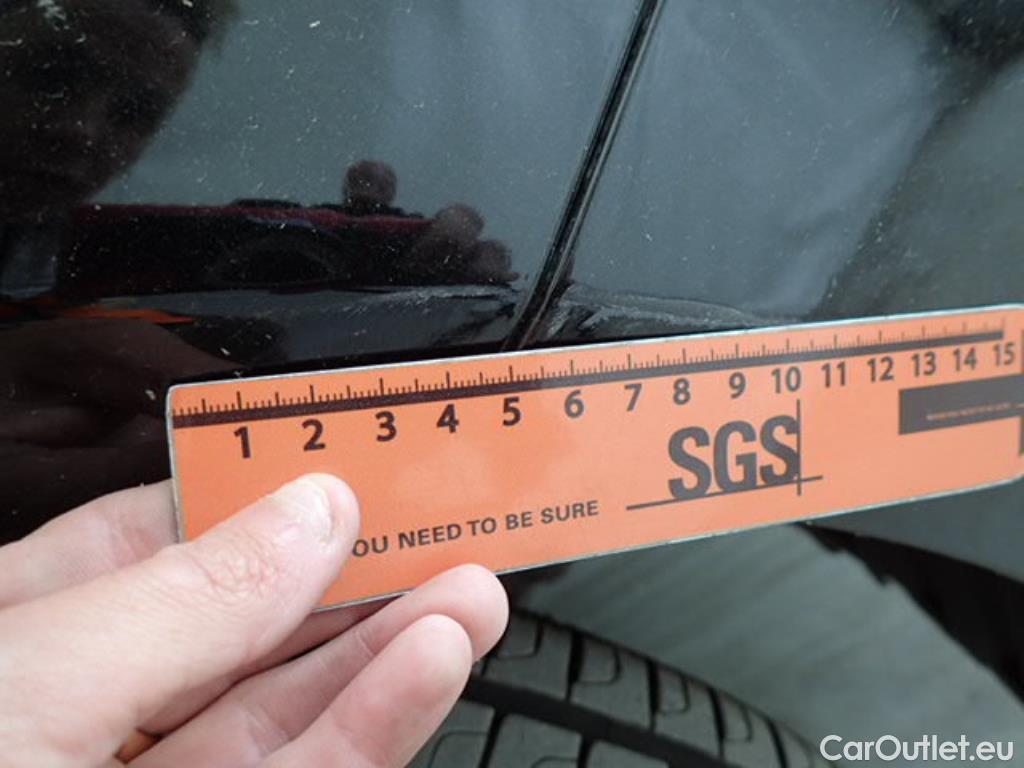 1 2 3 4 5 6 7 8 9 10 11 12 13 14 15
SGS
OU NEED TO BE SURE
CarOutlet.eu